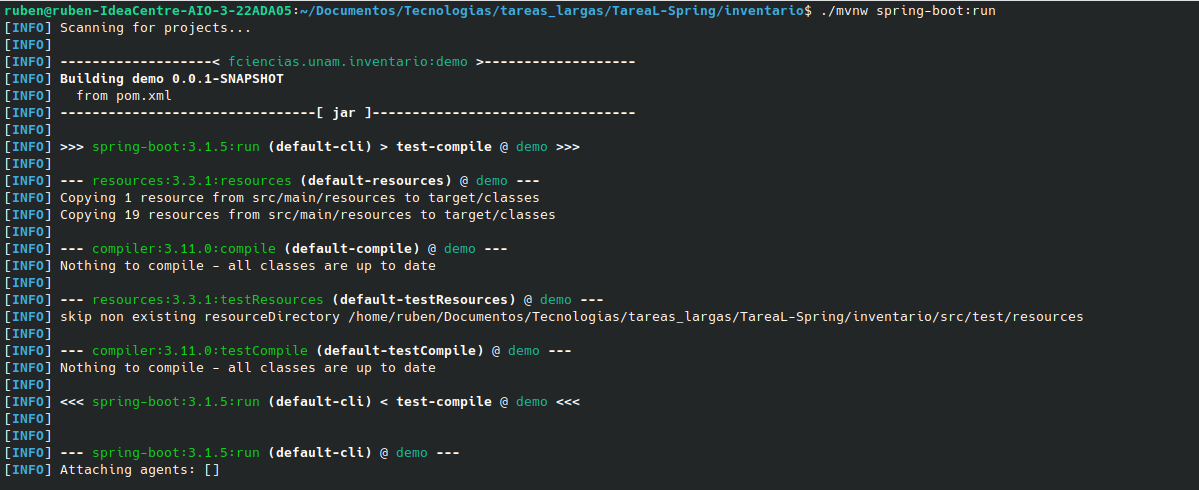 ruben@ruben-IdeaCentre-AIO-3-22ADA05:~/Documentos/Tecnologias/tareas_largas/TareaL-Spring/inventario$ ./mvnw spring-boot:run
[INFO] Scanning for projects...
[INFO]
[INFO] -------------------< fciencias.unam.inventario:demo >-------------------
[INFO] Building demo 0.0.1-SNAPSHOT
[INFO]   from pom.xml
[INFO] --------------------------------[ jar ]---------------------------------
[INFO]
[INFO] >>> spring-boot:3.1.5:run (default-cli) > test-compile @ demo >>>
[INFO]
[INFO] --- resources:3.3.1:resources (default-resources) @ demo ---
[INFO] Copying 1 resource from src/main/resources to target/classes
[INFO] Copying 19 resources from src/main/resources to target/classes
[INFO]
[INFO] --- compiler:3.11.0:compile (default-compile) @ demo ---
[INFO] Nothing to compile - all classes are up to date
[INFO]
[INFO] --- resources:3.3.1:testResources (default-testResources) @ demo ---
[INFO] skip non existing resourceDirectory /home/ruben/Documentos/Tecnologias/tareas_largas/TareaL-Spring/inventario/src/test/resources
[INFO]
[INFO] --- compiler:3.11.0:testCompile (default-testCompile) @ demo ---
[INFO] Nothing to compile - all classes are up to date
[INFO]
[INFO] <<< spring-boot:3.1.5:run (default-cli) < test-compile @ demo <<<
[INFO]
[INFO]
[INFO] --- spring-boot:3.1.5:run (default-cli) @ demo ---
[INFO] Attaching agents: []